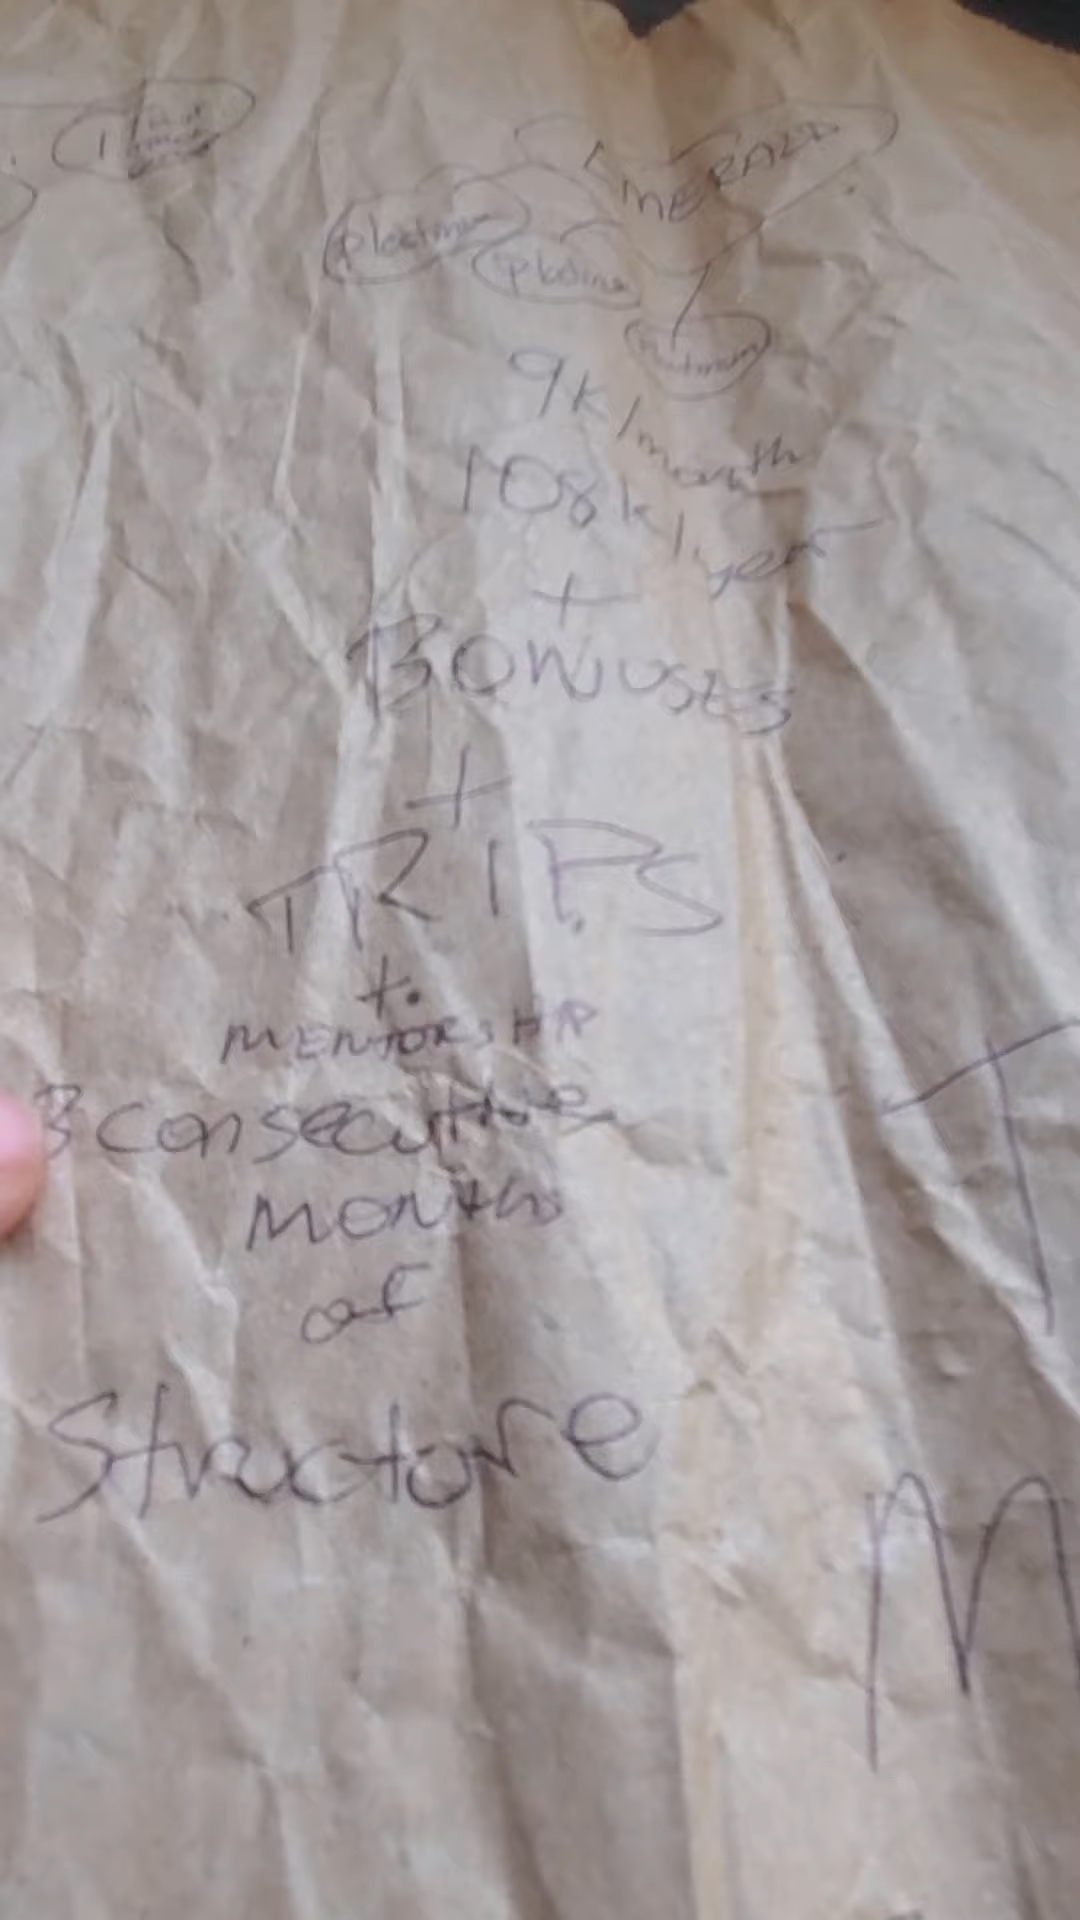 EMERALD
platinum
platinum
platinum
9k/month
108k/year
+
BONUSES
+
TRIPS
+
MENTORSHIP
3 consecutive
MONTHS
of
Structure
T
M